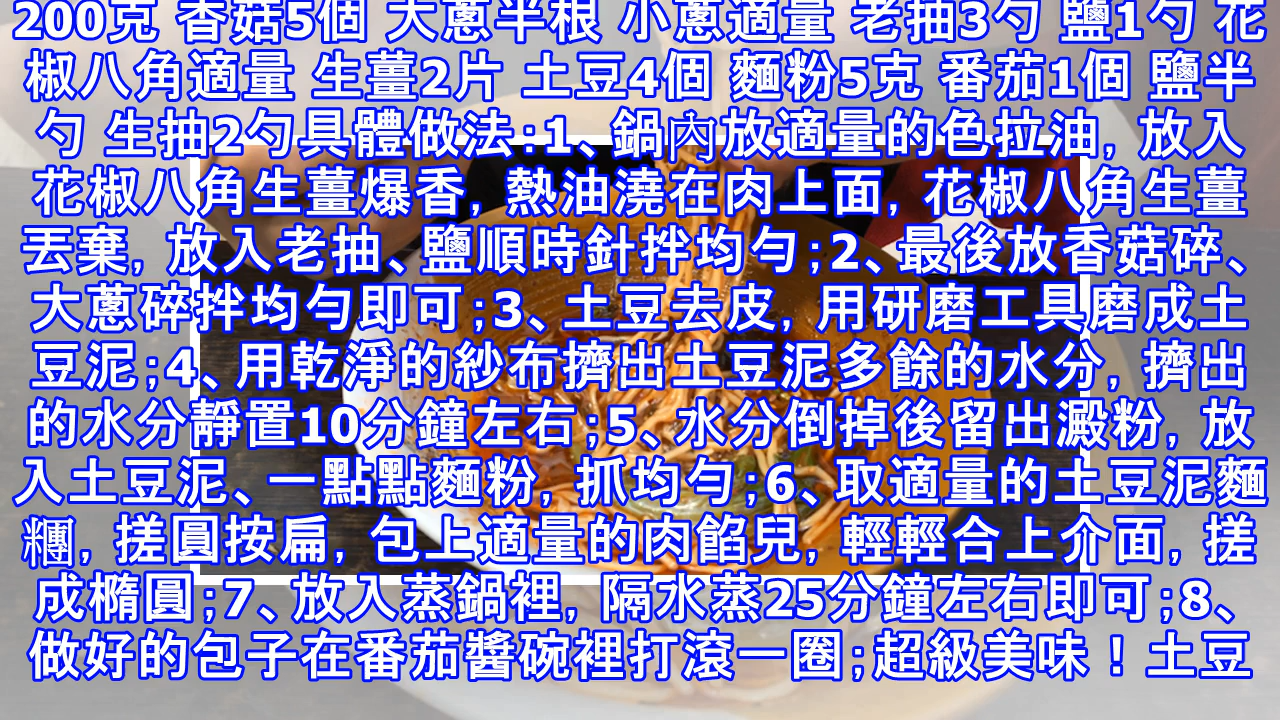 200克 香菇5個 大蔥半根 小蔥適量 老抽3勺 鹽1勺 花
椒八角適量 生薑2片 土豆4個 麵粉5克 番茄1個 鹽半
勺 生抽2勺具體做法:1、鍋內放適量的色拉油, 放入
花椒八角生薑爆香, 熱油澆在肉上面, 花椒八角生薑
丟棄, 放入老抽、鹽順時針拌均勻;2、最後放香菇碎、
大蔥碎拌均勻即可;3、土豆去皮, 用研磨工具磨成土
豆泥;4、用乾淨的紗布擠出土豆泥多餘的水分, 擠出
的水分靜置10分鐘左右;5、水分倒掉後留出澱粉, 放
入土豆泥、一點點麵粉, 抓均勻;6、取適量的土豆泥麵
糰, 搓圓按扁, 包上適量的肉餡兒, 輕輕合上介面, 搓
成橢圓;7、放入蒸鍋裡, 隔水蒸25分鐘左右即可;8、
做好的包子在番茄醬碗裡打滾一圈;超級美味！土豆